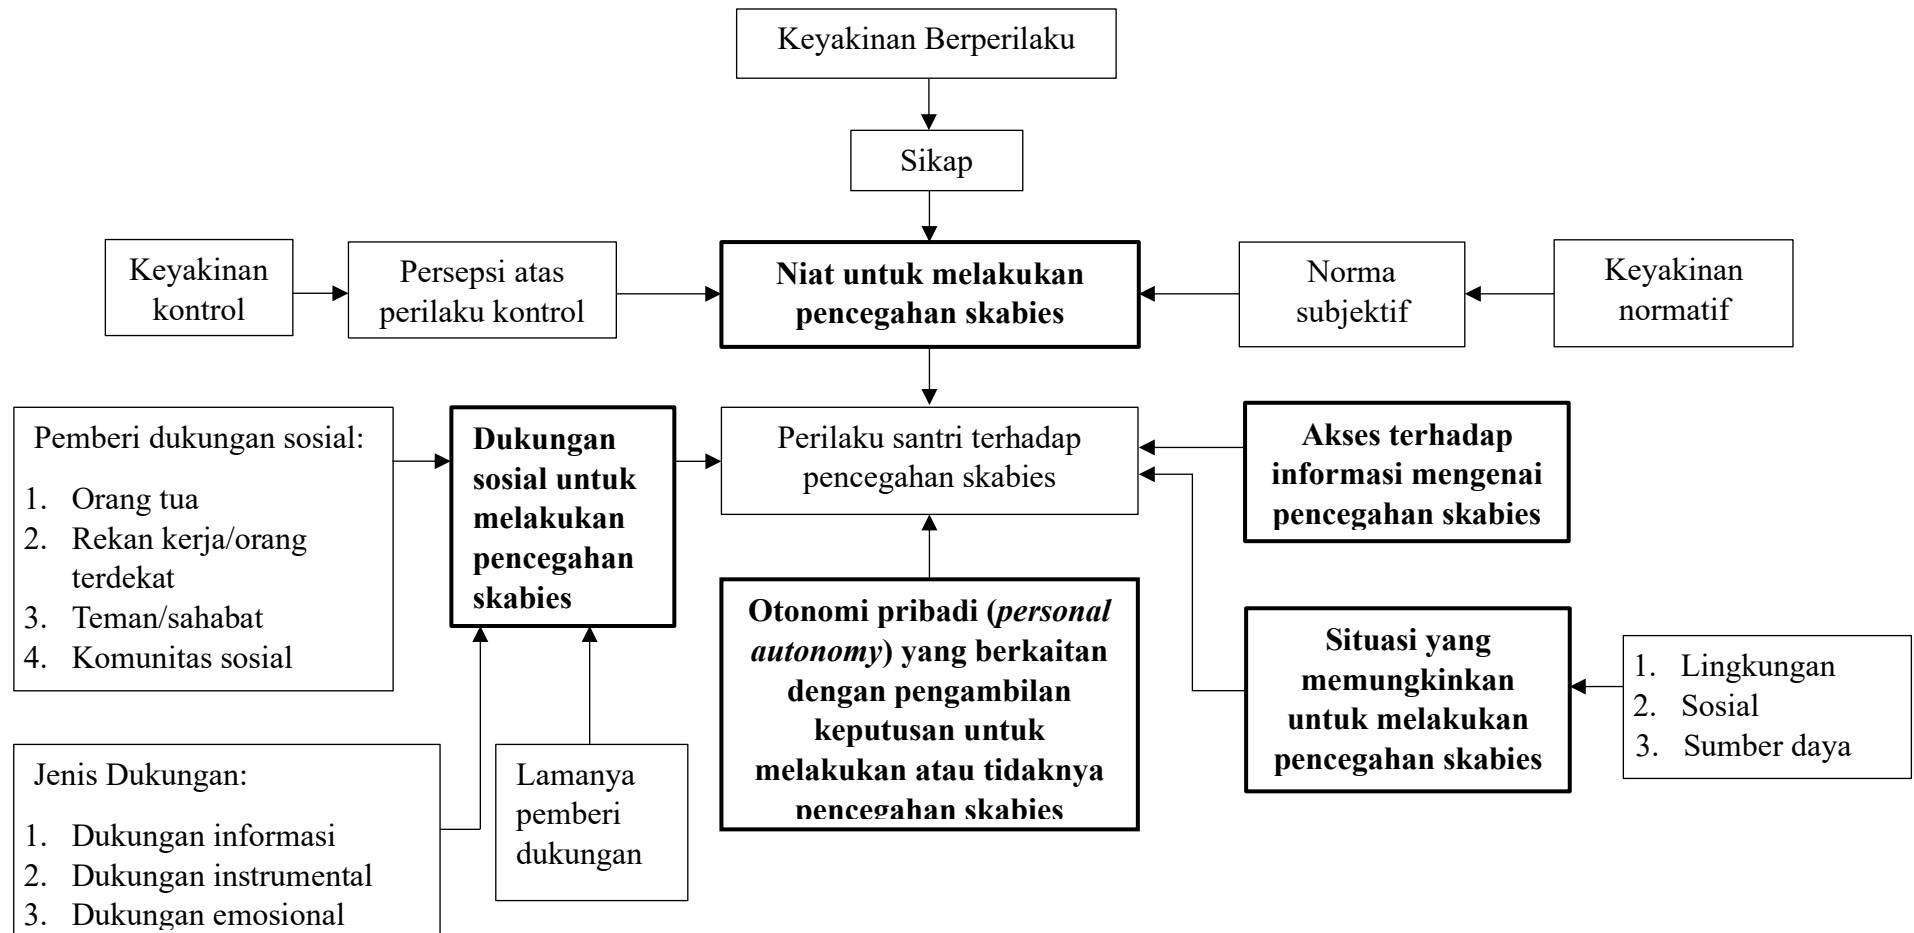 Keyakinan Berperilaku
Sikap
Keyakinan
kontrol
Persepsi atas
perilaku kontrol
Niat untuk melakukan
pencegahan skabies
Norma
subjektif
Keyakinan
normatif
Pemberi dukungan sosial:
1. Orang tua
2. Rekan kerja/orang
terdekat
3. Teman/sahabat
4. Komunitas sosial
Dukungan
sosial untuk
melakukan
pencegahan
skabies
Perilaku santri terhadap
pencegahan skabies
Akses terhadap
informasi mengenai
pencegahan skabies
Otonomi pribadi (personal
autonomy) yang berkaitan
dengan pengambilan
keputusan untuk
melakukan atau tidaknya
pencegahan skabies
Situasi yang
memungkinkan
untuk melakukan
pencegahan skabies
1. Lingkungan
2. Sosial
3. Sumber daya
Jenis Dukungan:
1. Dukungan informasi
2. Dukungan instrumental
3. Dukungan emosional
Lamanya
pemberi
dukungan